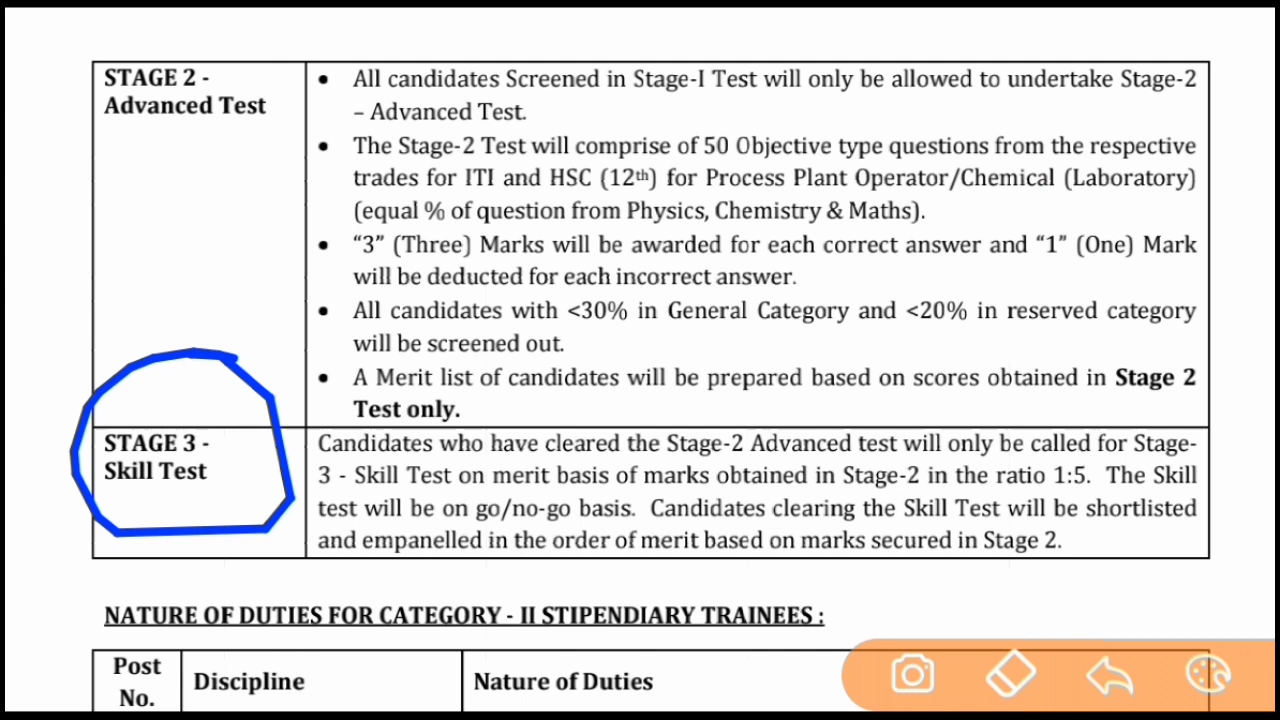 STAGE 2 -
Advanced Test
• All candidates Screened in Stage-I Test will only be allowed to undertake Stage-2
– Advanced Test.
• The Stage-2 Test will comprise of 50 Objective type questions from the respective
trades for ITI and HSC (12th) for Process Plant Operator/Chemical (Laboratory)
(equal % of question from Physics, Chemistry & Maths).
• “3” (Three) Marks will be awarded for each correct answer and “1” (One) Mark
will be deducted for each incorrect answer.
• All candidates with <30% in General Category and <20% in reserved category
will be screened out.
• A Merit list of candidates will be prepared based on scores obtained in Stage 2
Test only.
STAGE 3 -
Skill Test
Candidates who have cleared the Stage-2 Advanced test will only be called for Stage-
3 - Skill Test on merit basis of marks obtained in Stage-2 in the ratio 1:5. The Skill
test will be on go/no-go basis. Candidates clearing the Skill Test will be shortlisted
and empanelled in the order of merit based on marks secured in Stage 2.
NATURE OF DUTIES FOR CATEGORY - II STIPENDIARY TRAINEES :
Post
No.
Discipline
Nature of Duties